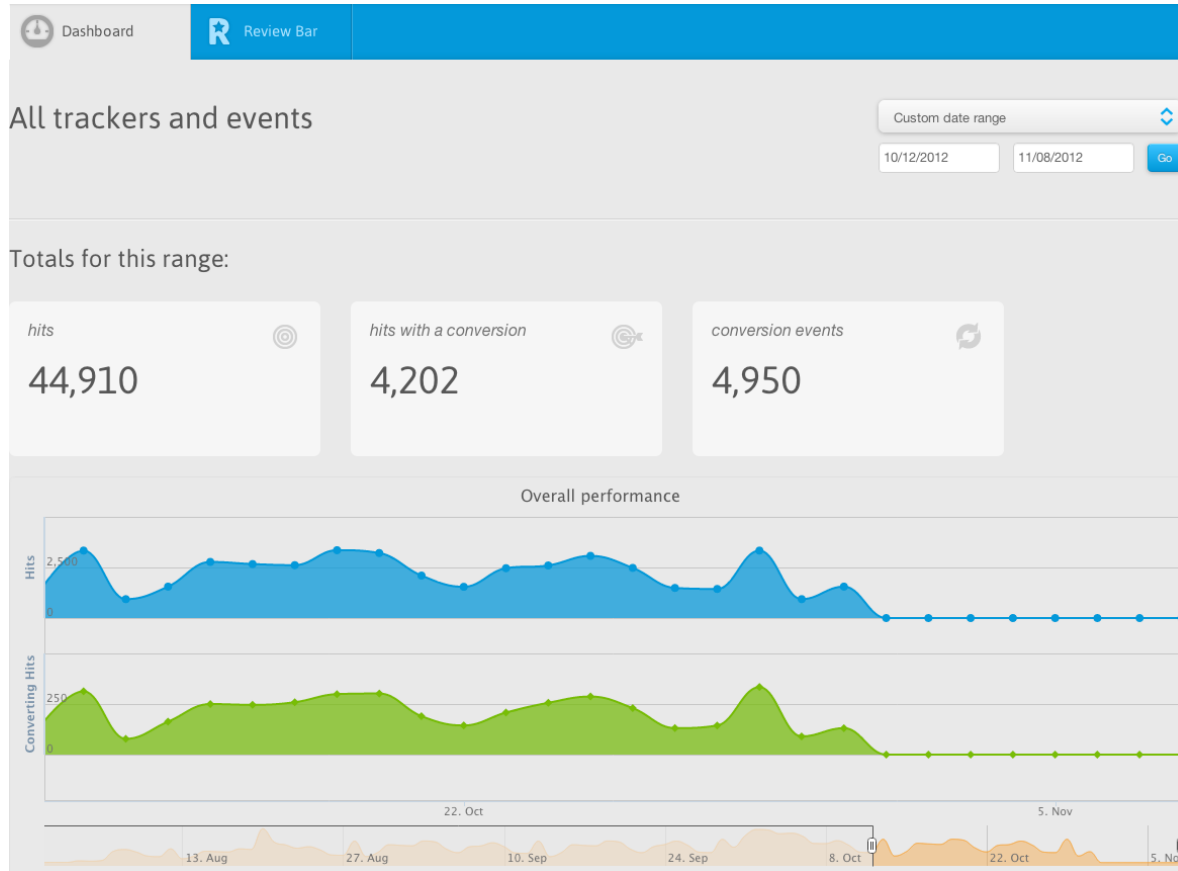 Dashboard
Review Bar
All trackers and events
Custom date range
10/12/2012
11/08/2012
Go
Totals for this range:
hits
hits with a conversion
conversion events
44,910
4,202
4,950
Overall performance
Hits
2,500
0
Converting Hits
250
0
22. Oct
5. Nov
13. Aug
27. Aug
10. Sep
24. Sep
8. Oct
22. Oct
5. No